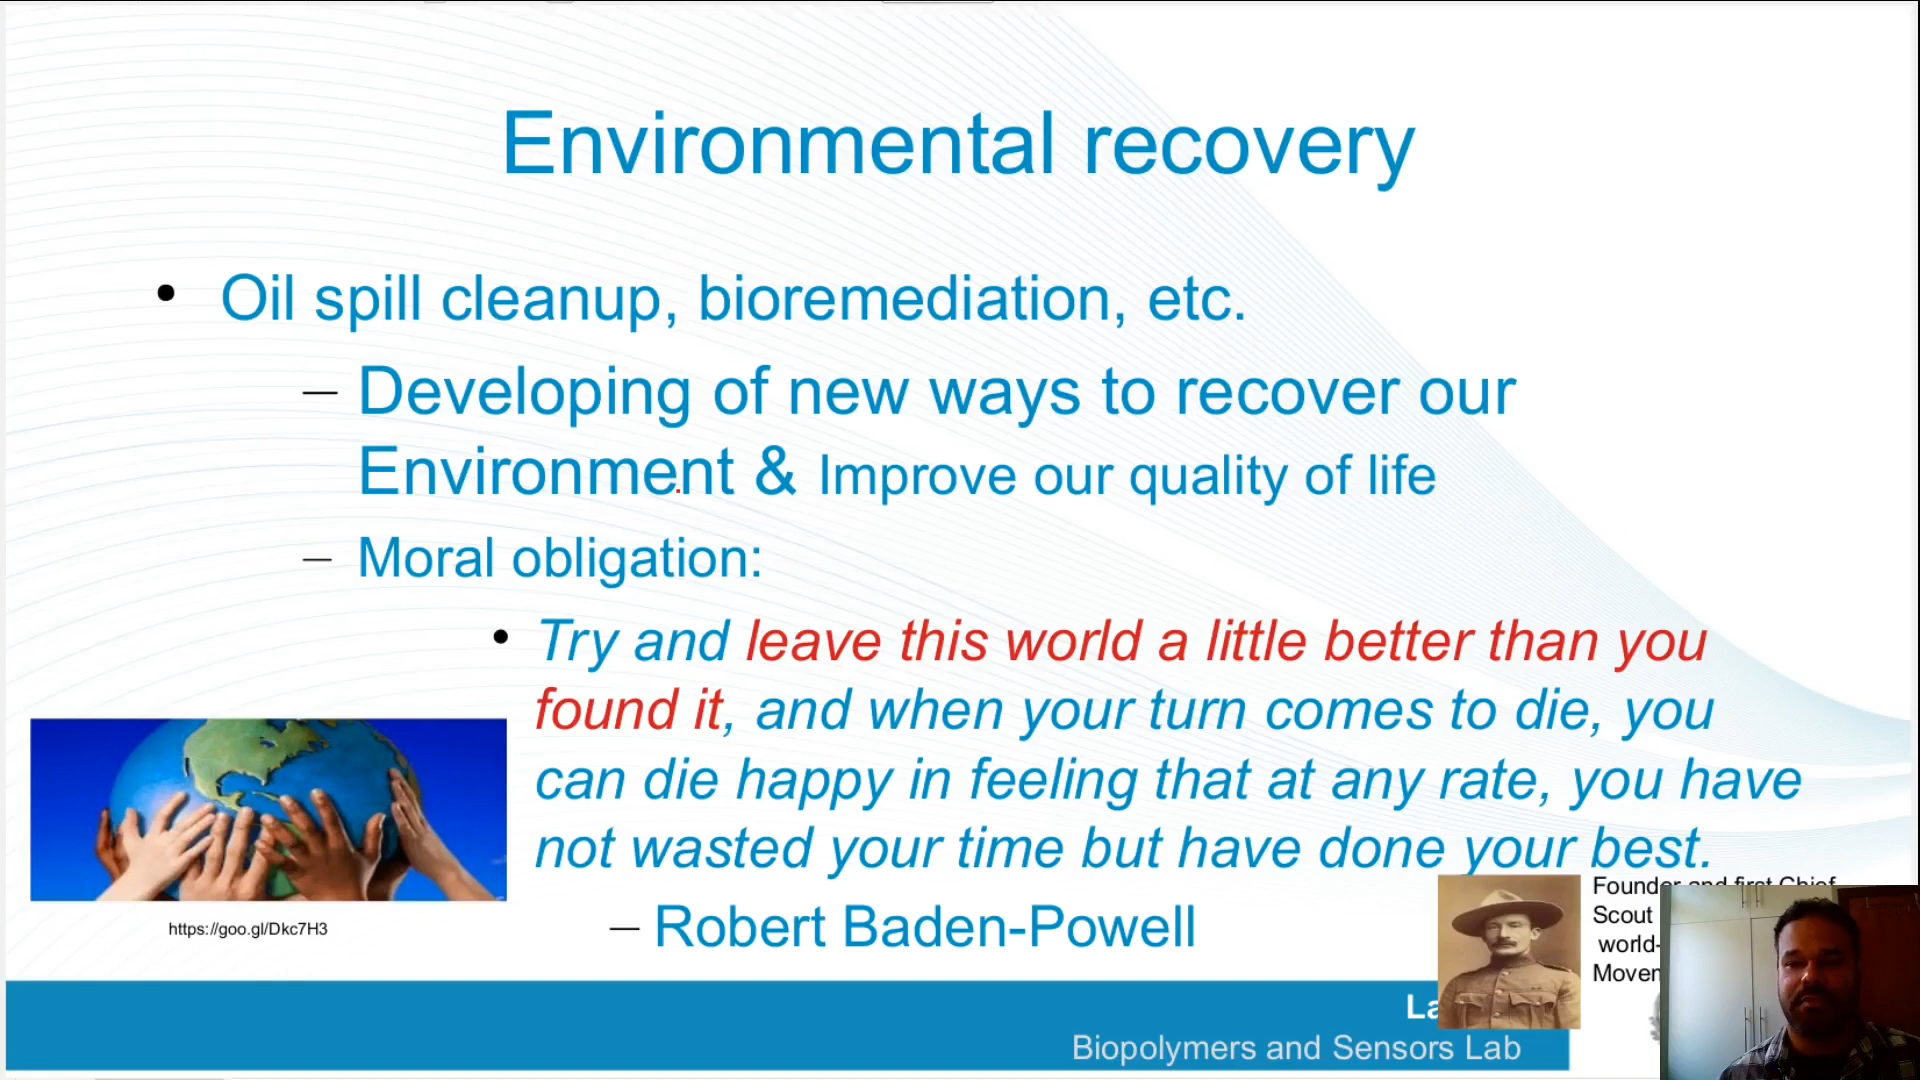 Environmental recovery
• Oil spill cleanup, bioremediation, etc.
– Developing of new ways to recover our
Environment & Improve our quality of life
– Moral obligation:
• Try and leave this world a little better than you
found it, and when your turn comes to die, you
can die happy in feeling that at any rate, you have
not wasted your time but have done your best.
– Robert Baden-Powell
https://goo.gl/Dkc7H3
Founder and first Chief
Scout
world-
Biopolymers and Sensors Lab